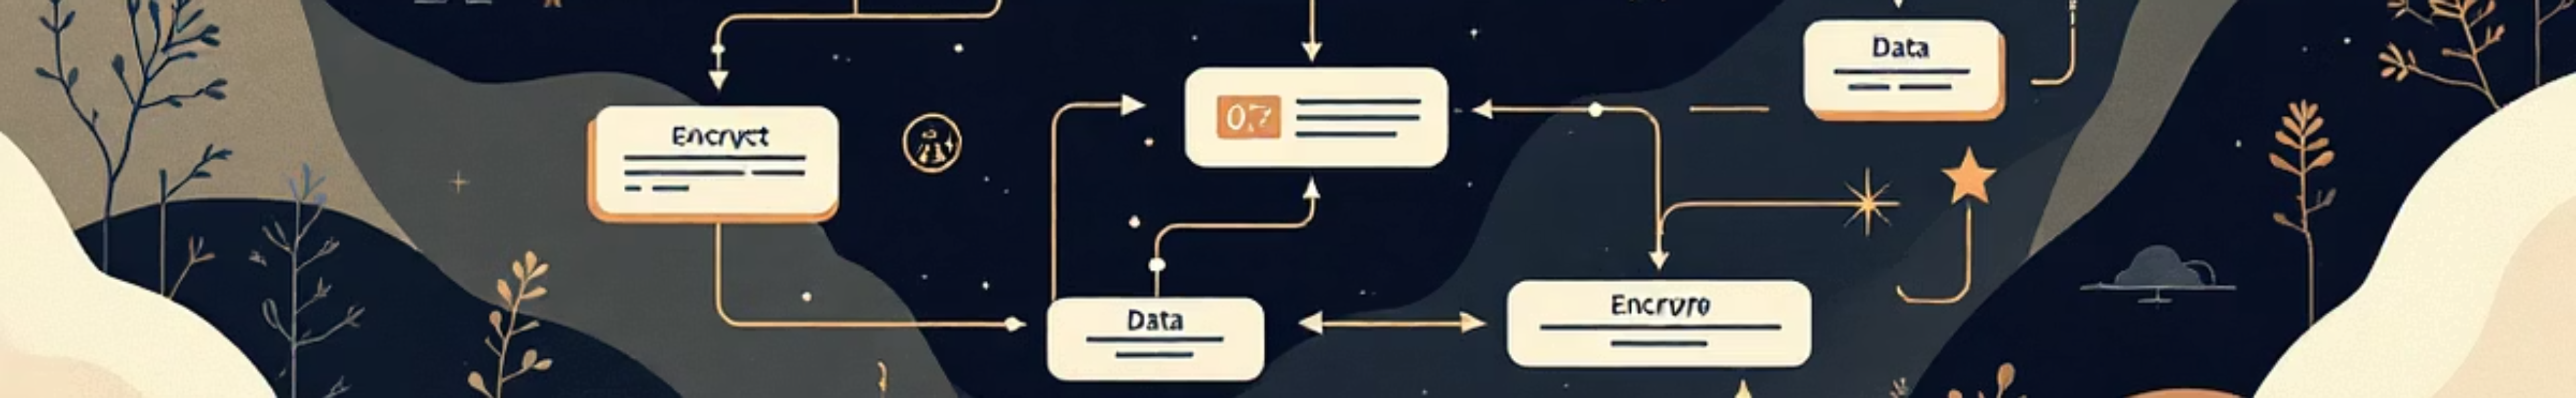 Data
Encryct
07
Data
Encrvro